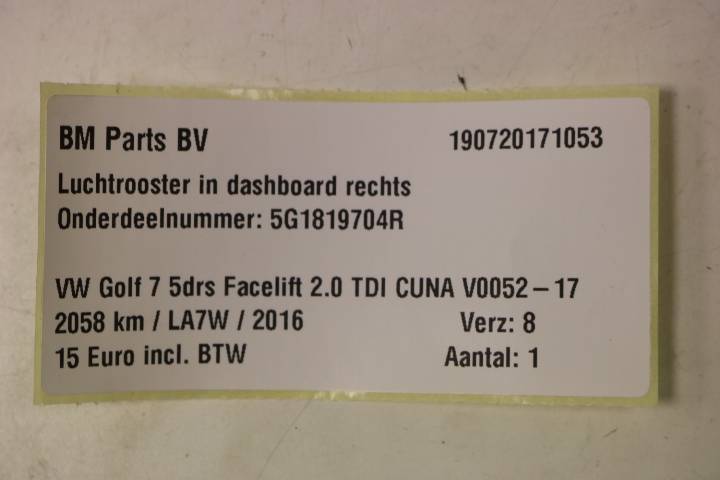 BM Parts BV 190720171053
Luchtrooster in dashboard rechts
Onderdeelnummer: 5G1819704R
VW Golf 7 5drs Facelift 2.0 TDI CUNA V0052-17
2058 km / LA7W / 2016 Verz: 8
15 Euro incl. BTW Aantal: 1